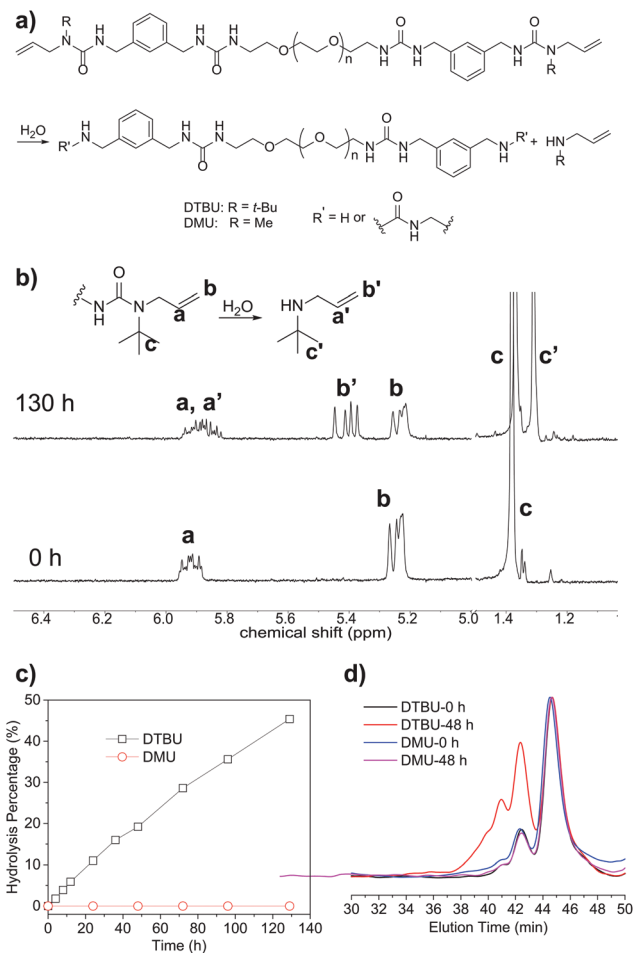 a)
R
N
H
N
O
H
N
H
N
O
O
O
n
H
N
O
H
N
H
N
O
N
R
H2O
H
N
R'
H
N
H
N
O
O
O
n
H
N
H
N
O
N
H
R'
+
HN
R
DTBU: R = t-Bu
DMU: R = Me
R' = H or
O
N
H
b)
O
N
H
N
b
a
c
H2O
HN
b'
a'
c'
130 h
a, a'
b'
b
c
c'
0 h
a
b
c
6.4 6.2 6.0 5.8 5.6 5.4 5.2 5.0 1.4 1.2
chemical shift (ppm)
c)
Hydrolysis Percentage (%)
50
40
30
20
10
0
DTBU
DMU
0 20 40 60 80 100 120 140
Time (h)
d)
DTBU-0 h
DTBU-48 h
DMU-0 h
DMU-48 h
30 32 34 36 38 40 42 44 46 48 50
Elution Time (min)